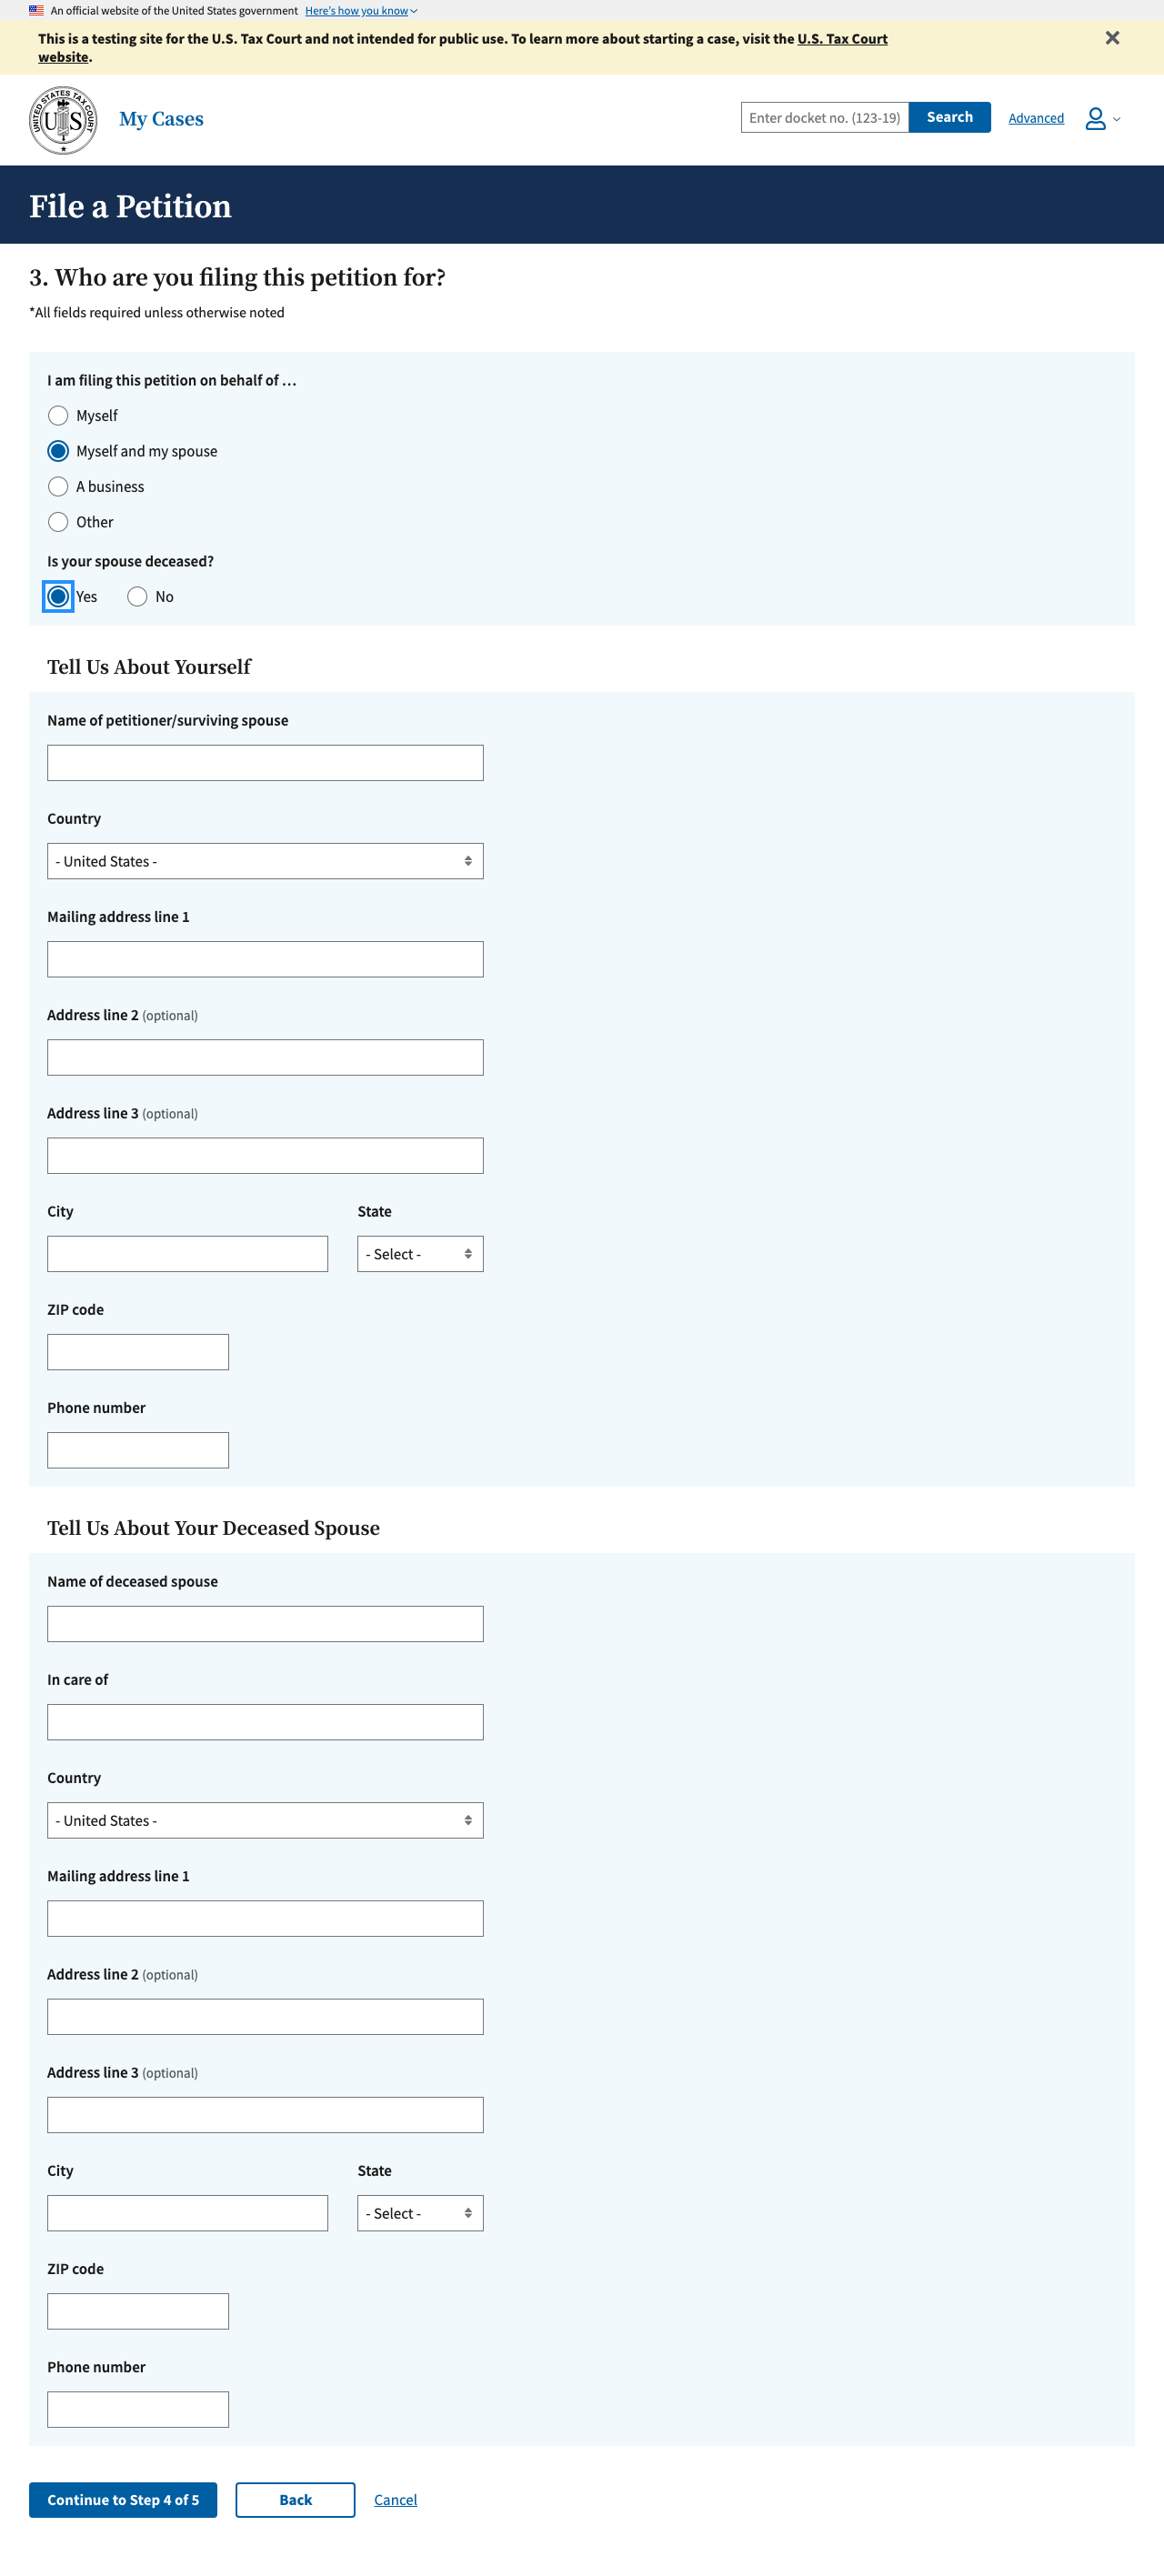 An official website of the United States government Here's how you know
This is a testing site for the U.S. Tax Court and not intended for public use. To learn more about starting a case, visit the U.S. Tax Court
website.
UNITED STATES TAX COURT
US
My Cases
Enter docket no. (123-19)
Search
Advanced
File a Petition
3. Who are you filing this petition for?
*All fields required unless otherwise noted
I am filing this petition on behalf of …
Myself
Myself and my spouse
A business
Other
Is your spouse deceased?
Yes No
Tell Us About Yourself
Name of petitioner/surviving spouse
Country
- United States -
Mailing address line 1
Address line 2 (optional)
Address line 3 (optional)
City State
- Select -
ZIP code
Phone number
Tell Us About Your Deceased Spouse
Name of deceased spouse
In care of
Country
- United States -
Mailing address line 1
Address line 2 (optional)
Address line 3 (optional)
City State
- Select -
ZIP code
Phone number
Continue to Step 4 of 5 Back Cancel